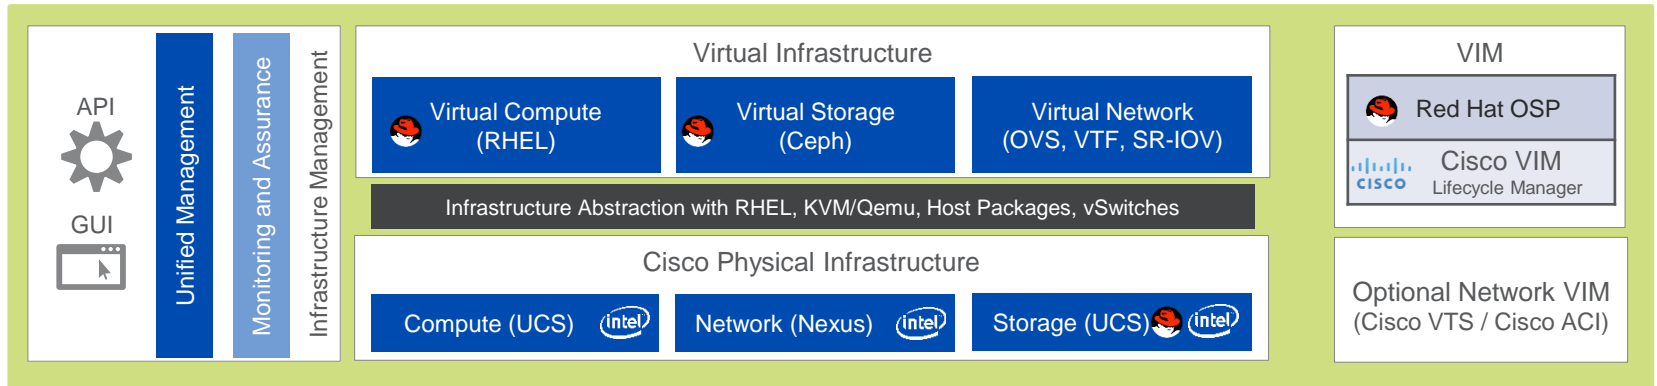 API
GUI
Unified Management
Monitoring and Assurance
Infrastructure Management
Virtual Infrastructure
Virtual Compute
(RHEL)
Virtual Storage
(Ceph)
Virtual Network
(OVS, VTF, SR-IOV)
Infrastructure Abstraction with RHEL, KVM/Qemu, Host Packages, vSwitches
Cisco Physical Infrastructure
Compute (UCS)
intel
Network (Nexus)
intel
Storage (UCS)
intel
VIM
Red Hat OSP
CISCO
Cisco VIM
Lifecycle Manager
Optional Network VIM
(Cisco VTS / Cisco ACI)